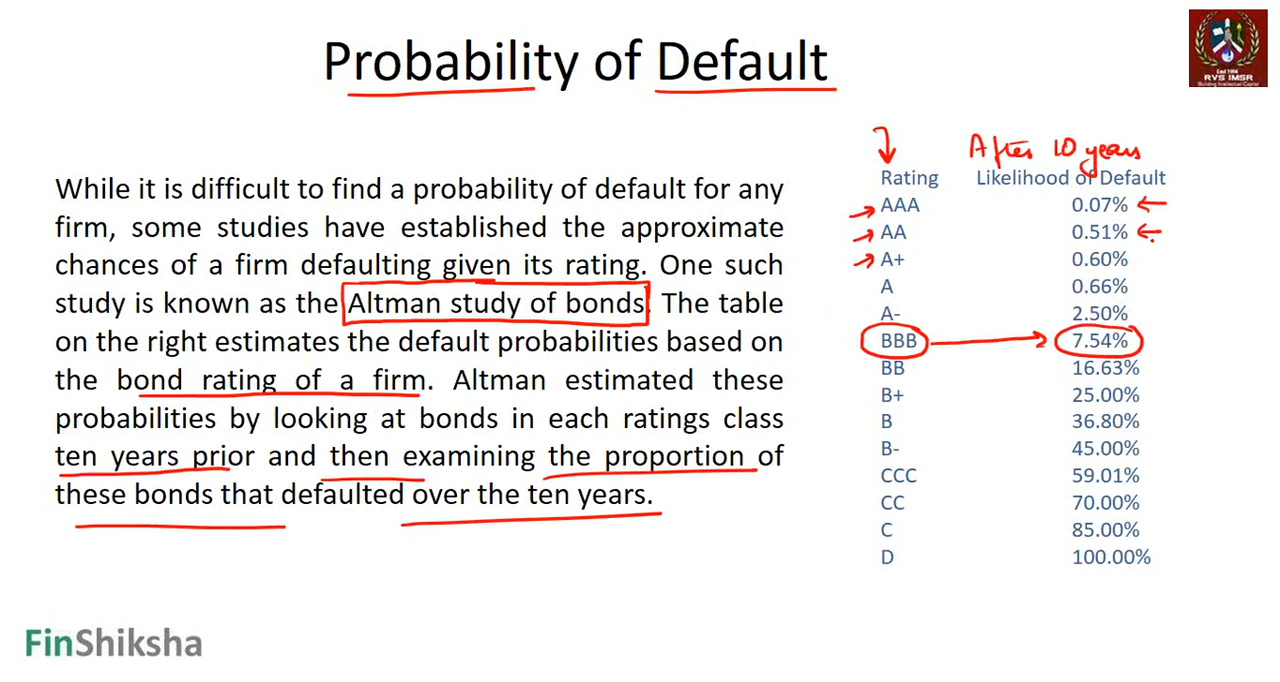 Probability of Default
Estd 1994
RVS IMSR
Building Intellectual Capital
While it is difficult to find a probability of default for any
firm, some studies have established the approximate
chances of a firm defaulting given its rating. One such
study is known as the Altman study of bonds. The table
on the right estimates the default probabilities based on
the bond rating of a firm. Altman estimated these
probabilities by looking at bonds in each ratings class
ten years prior and then examining the proportion of
these bonds that defaulted over the ten years.
After 10 years
Rating Likelihood of Default
AAA 0.07%
AA 0.51%
A+ 0.60%
A 0.66%
A- 2.50%
BBB 7.54%
BB 16.63%
B+ 25.00%
B 36.80%
B- 45.00%
CCC 59.01%
CC 70.00%
C 85.00%
D 100.00%
FinShiksha